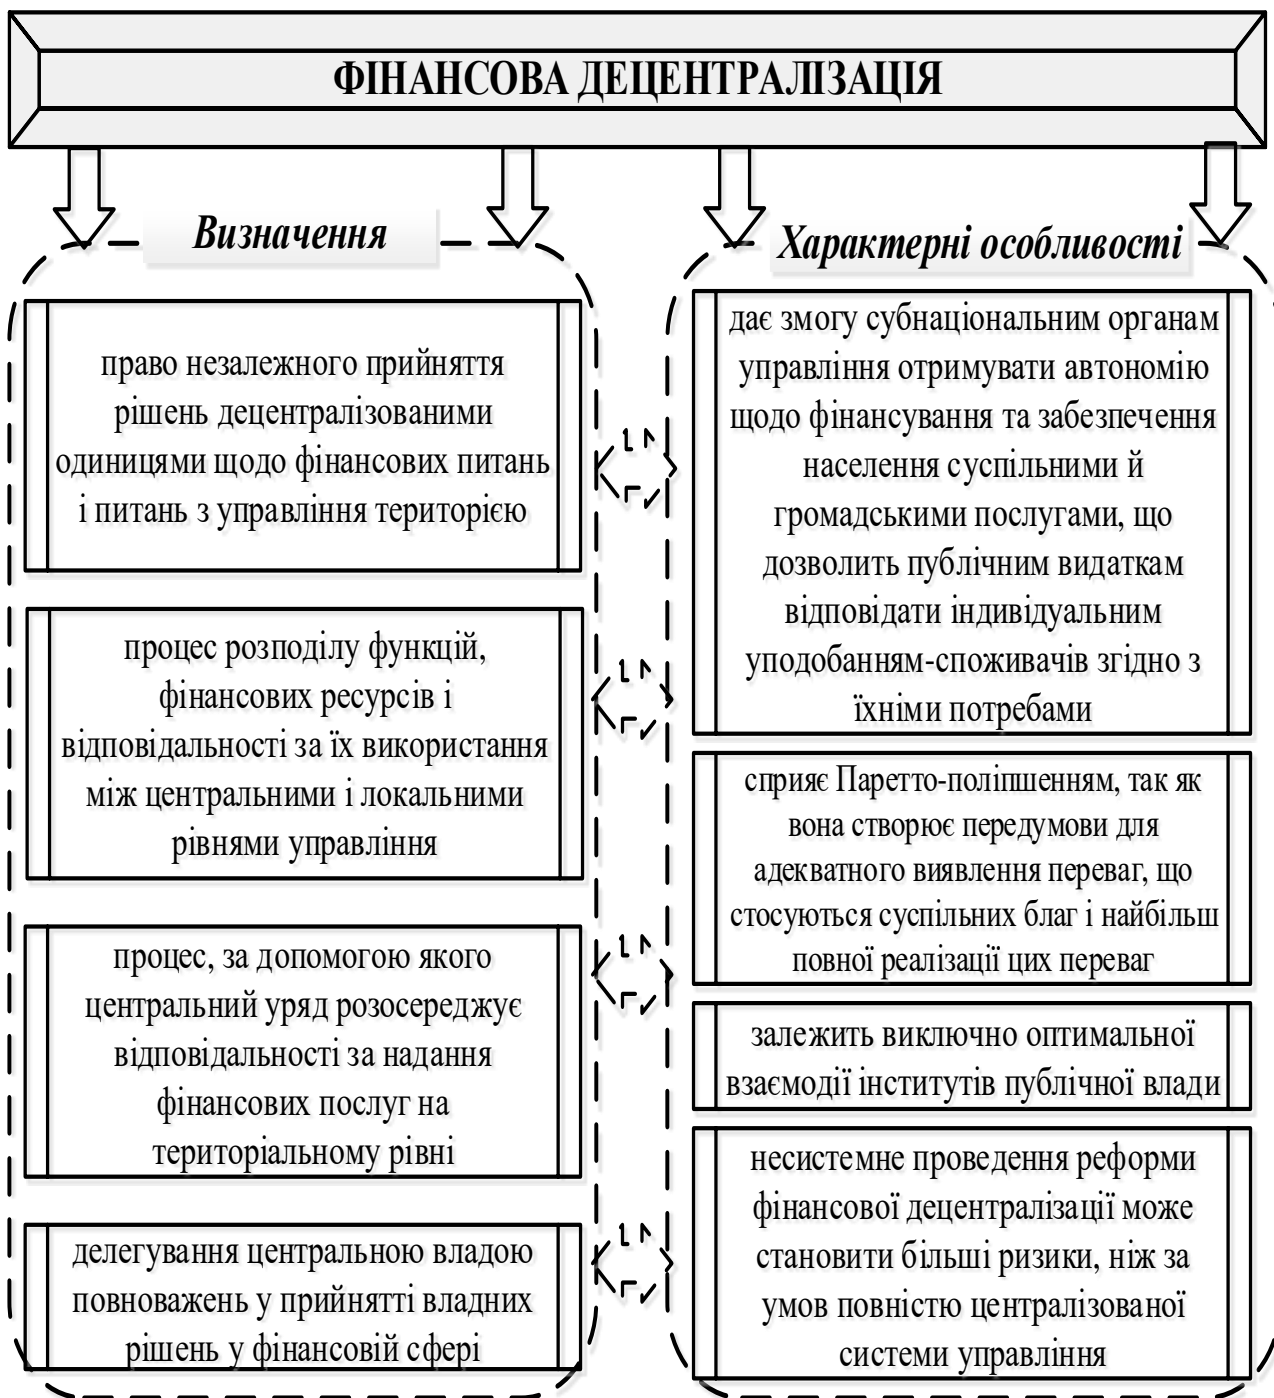 ФІНАНСОВА ДЕЦЕНТРАЛІЗАЦІЯ
Визначення
право незалежного прийняття
рішень децентралізованими
одиницями щодо фінансових питань
і питань з управління територією
процес розподілу функцій,
фінансових ресурсів і
відповідальності за їх використання
між центральними і локальними
рівнями управління
процес, за допомогою якого
центральний уряд розосереджує
відповідальності за надання
фінансових послуг на
територіальному рівні
делегування центральною владою
повноважень у прийнятті владних
рішень у фінансовій сфері
Характерні особливості
дає змогу субнаціональним органам
управління отримувати автономію
щодо фінансування та забезпечення
населення суспільними й
громадськими послугами, що
дозволить публічним видаткам
відповідати індивідуальним
уподобанням-споживачів згідно з
їхніми потребами
сприяє Паретто-поліпшенням, так як
вона створює передумови для
адекватного виявлення переваг, що
стосуються суспільних благ і найбільш
повної реалізації цих переваг
залежить виключно оптимальної
взаємодії інститутів публічної влади
несистемне проведення реформи
фінансової децентралізації може
становити більші ризики, ніж за
умов повністю централізованої
системи управління